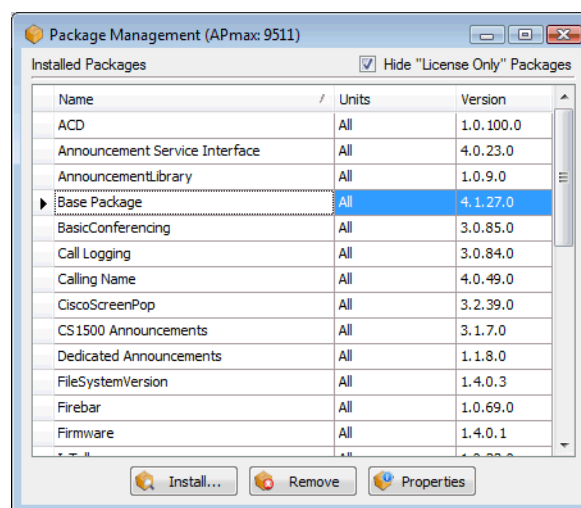 Package Management (APmax: 9511)
Installed Packages Hide "License Only" Packages
Name / Units Version
ACD All 1.0.100.0
Announcement Service Interface All 4.0.23.0
AnnouncementLibrary All 1.0.9.0
Base Package All 4.1.27.0
BasicConferencing All 3.0.85.0
Call Logging All 3.0.84.0
Calling Name All 4.0.49.0
CiscoScreenPop All 3.2.39.0
CS1500 Announcements All 3.1.7.0
Dedicated Announcements All 1.1.8.0
FileSystemVersion All 1.4.0.3
Firebar All 1.0.69.0
Firmware All 1.4.0.1
All
Install... Remove Properties